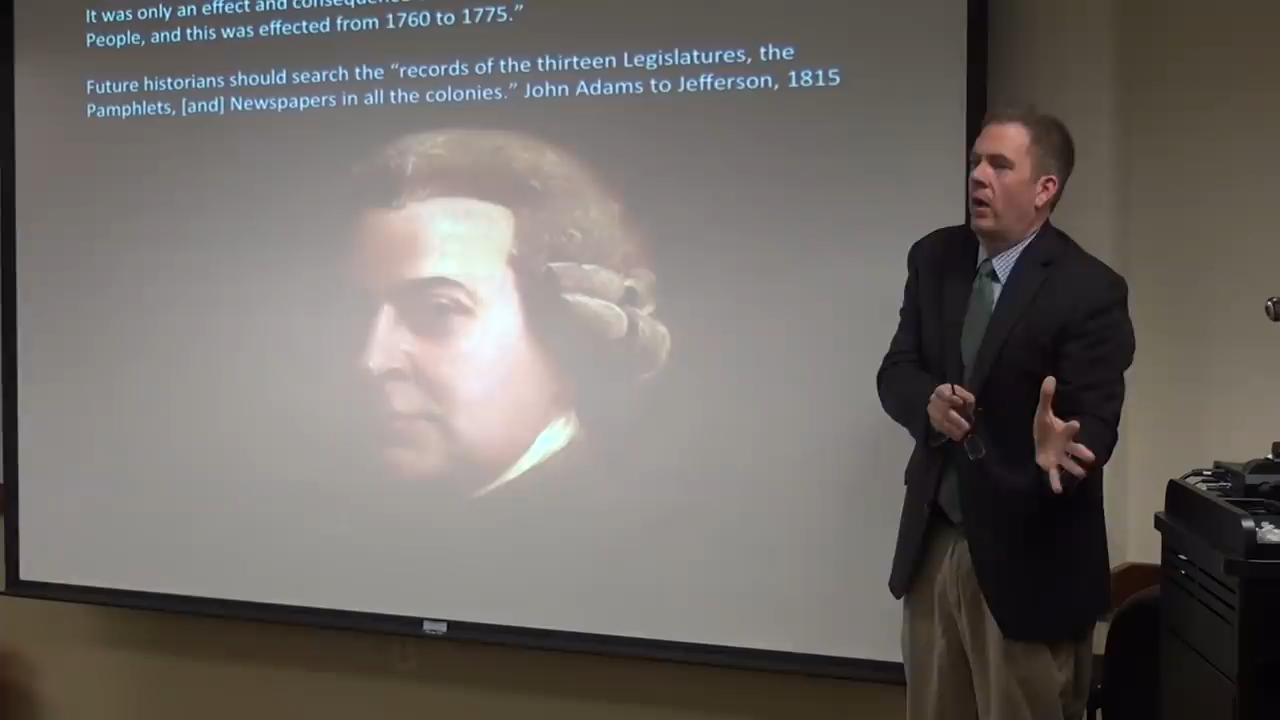 It was only an effect and consequence
People, and this was effected from 1760 to 1775.”
Future historians should search the “records of the thirteen Legislatures, the
Pamphlets, [and] Newspapers in all the colonies.” John Adams to Jefferson, 1815